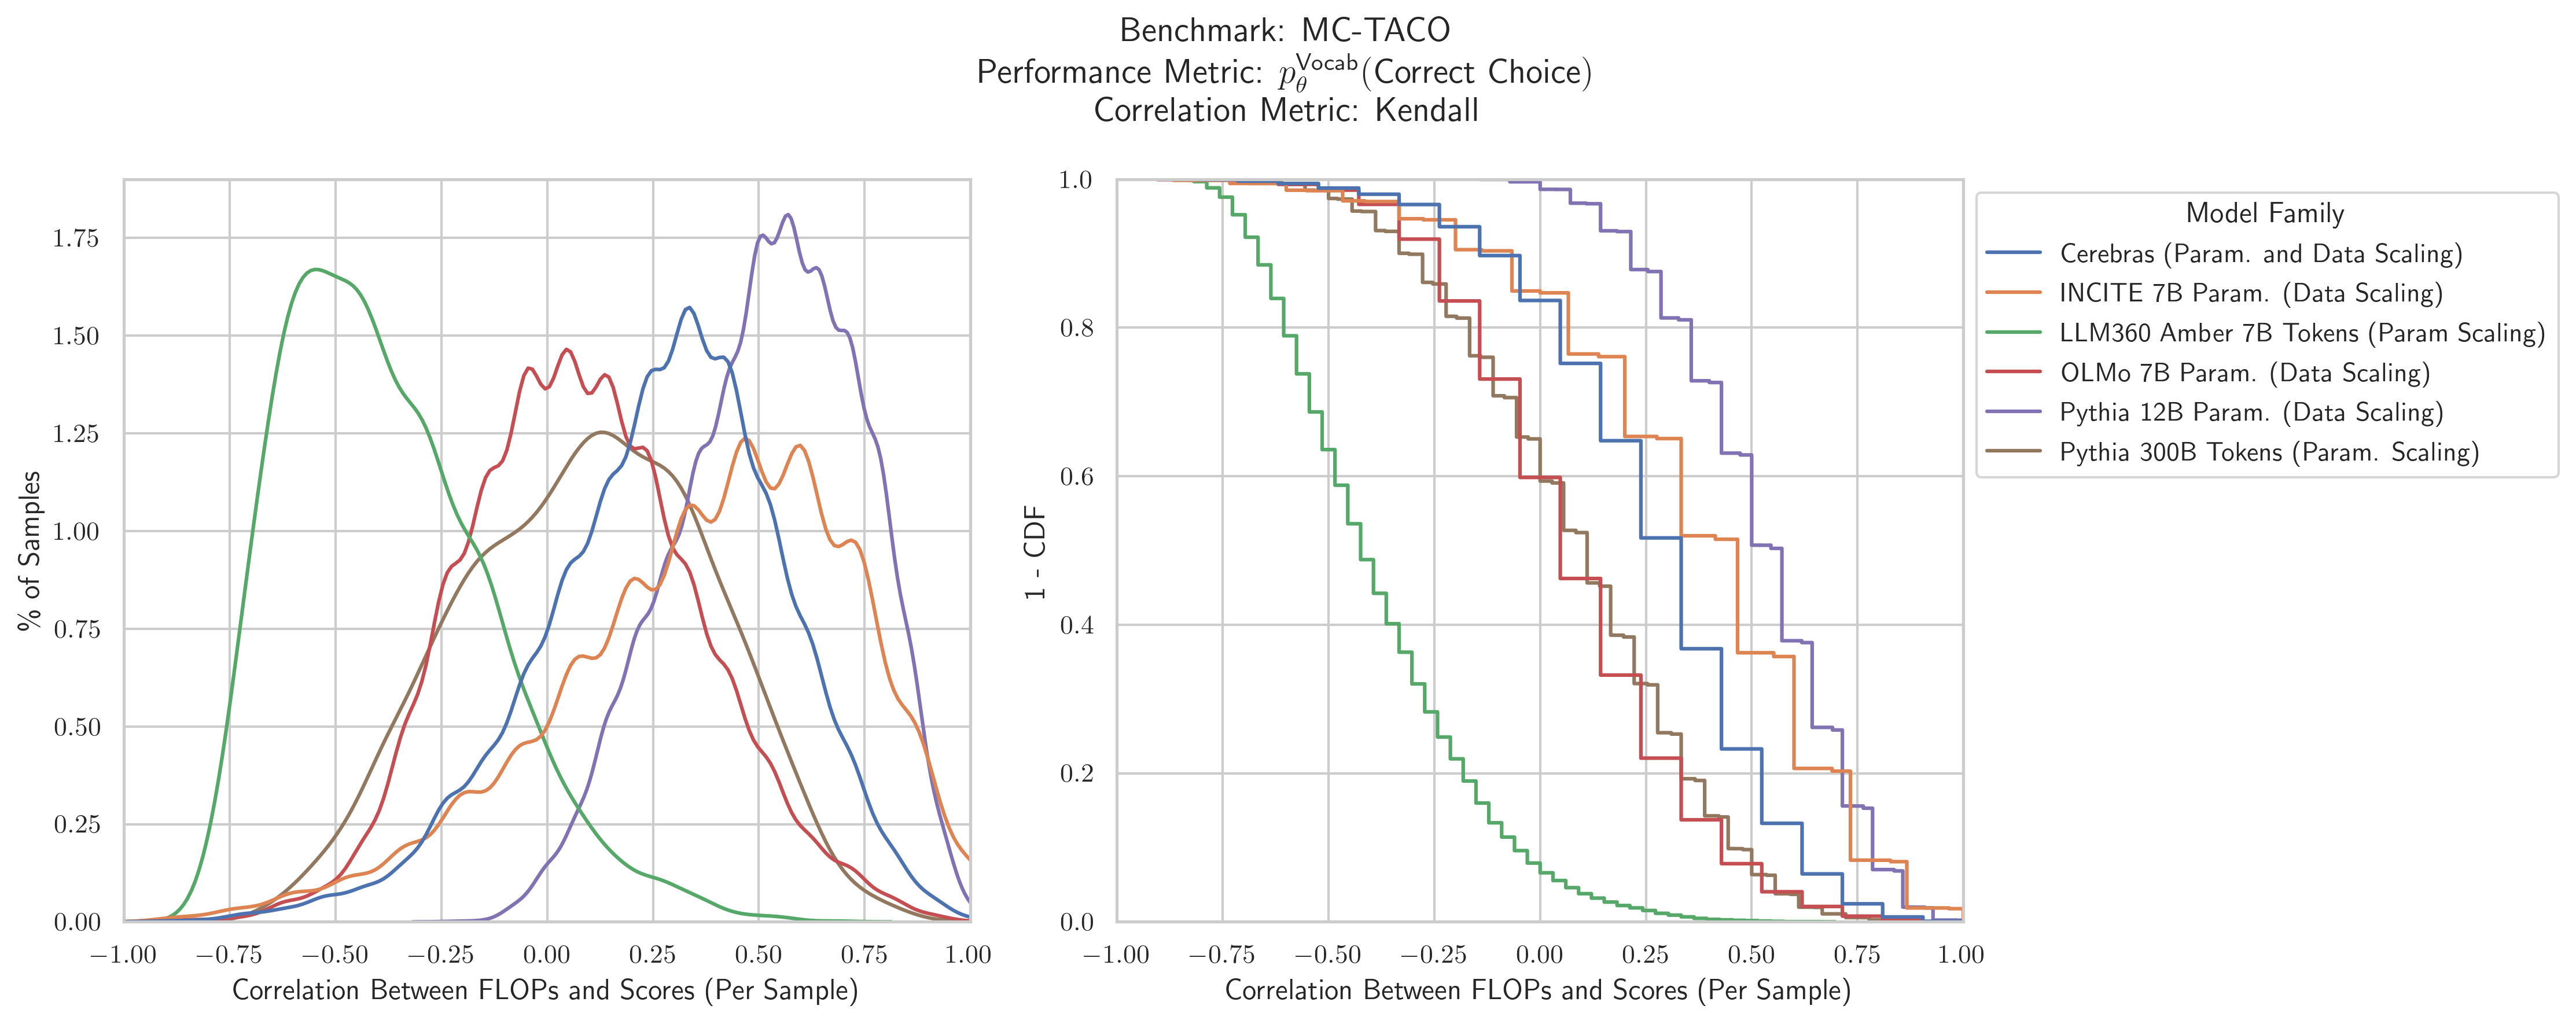 Benchmark: MC-TACO
Performance Metric: p_θ^Vocab(Correct Choice)
Correlation Metric: Kendall
% of Samples
1.75
1.50
1.25
1.00
0.75
0.50
0.25
0.00
−1.00 −0.75 −0.50 −0.25 0.00 0.25 0.50 0.75 1.00
Correlation Between FLOPs and Scores (Per Sample)
1 - CDF
1.0
0.8
0.6
0.4
0.2
0.0
−1.00 −0.75 −0.50 −0.25 0.00 0.25 0.50 0.75 1.00
Correlation Between FLOPs and Scores (Per Sample)
Model Family
Cerebras (Param. and Data Scaling)
INCITE 7B Param. (Data Scaling)
LLM360 Amber 7B Tokens (Param Scaling)
OLMo 7B Param. (Data Scaling)
Pythia 12B Param. (Data Scaling)
Pythia 300B Tokens (Param. Scaling)